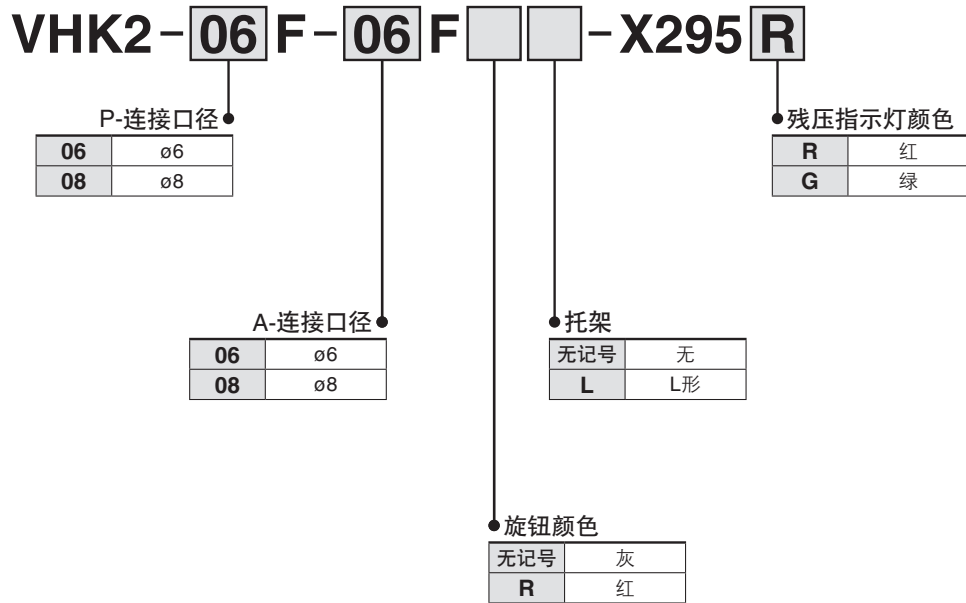 VHK2-06F-06F-X295R
P-连接口径
06 ø6
08 ø8
残压指示灯颜色
R 红
G 绿
A-连接口径
06 ø6
08 ø8
托架
无记号 无
L L形
旋钮颜色
无记号 灰
R 红